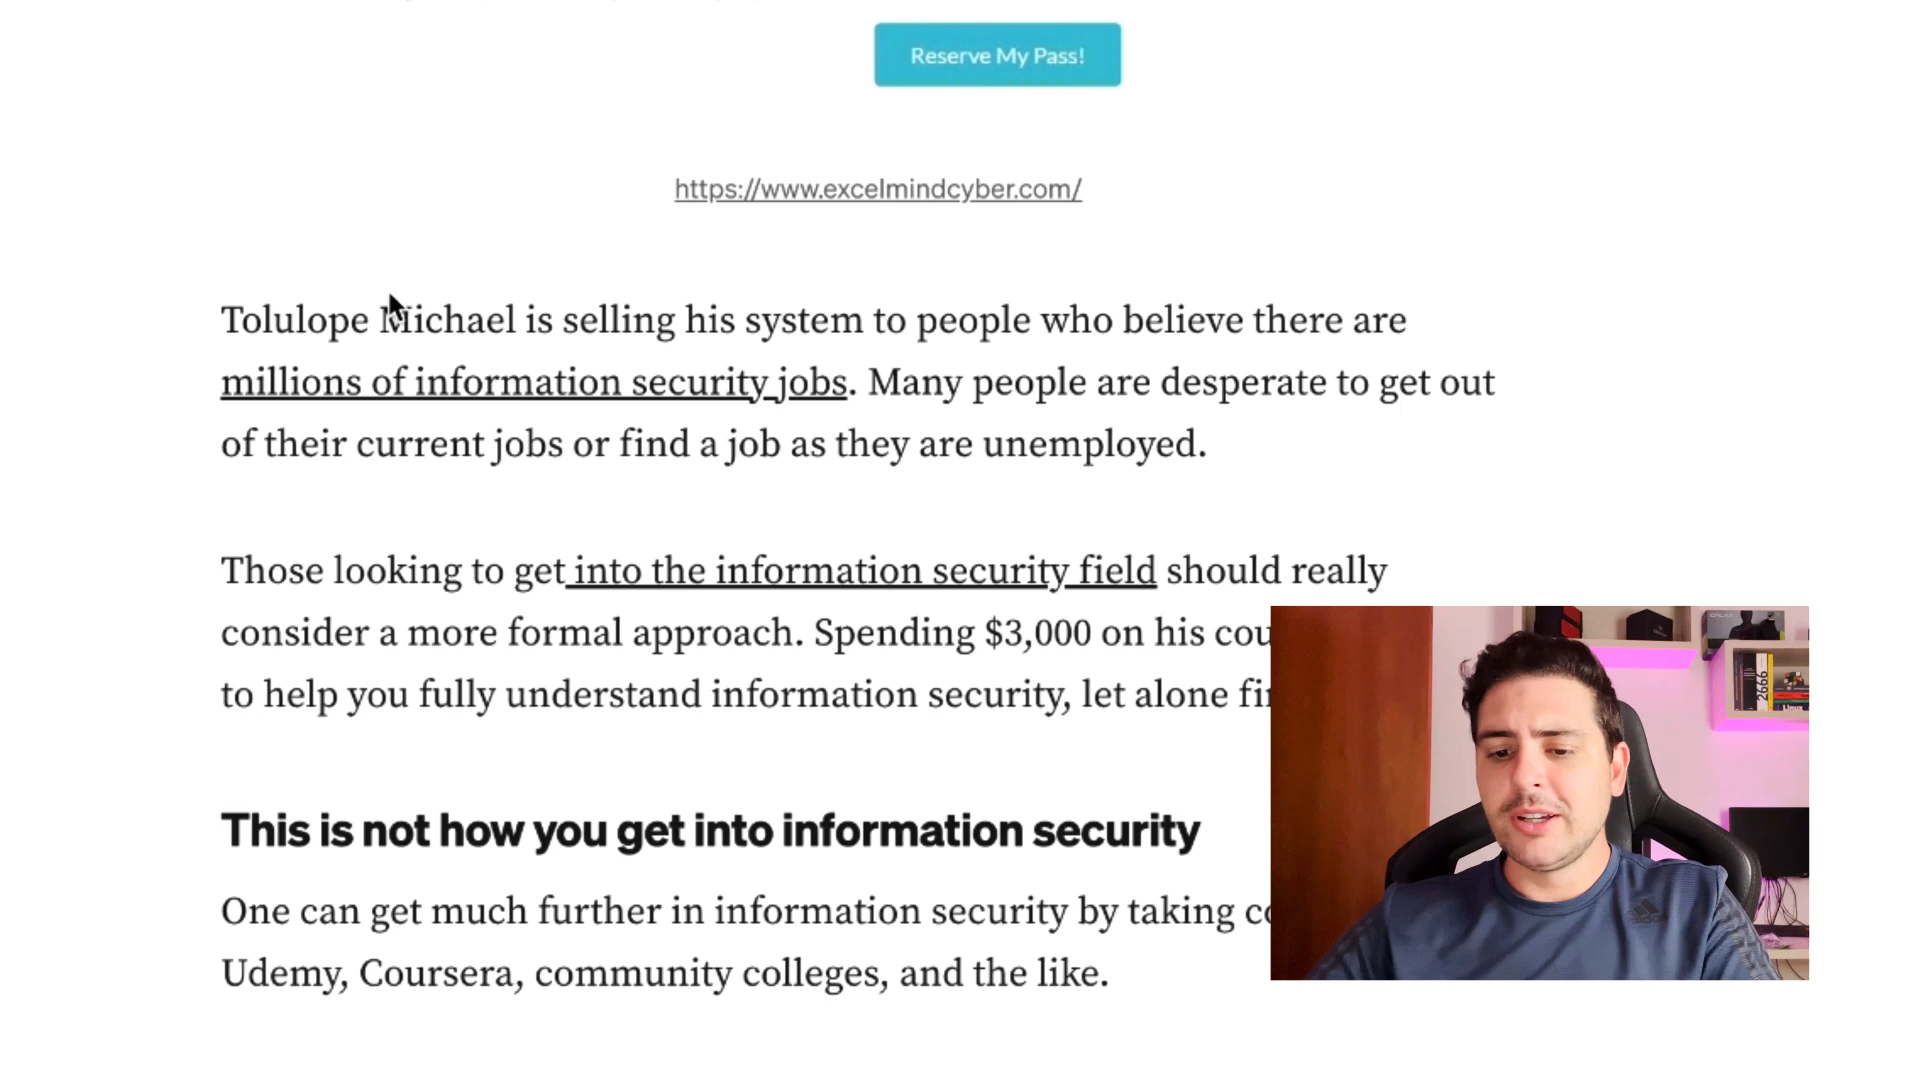 Reserve My Pass!
https://www.excelmindcyber.com/
Tolulope Michael is selling his system to people who believe there are
millions of information security jobs. Many people are desperate to get out
of their current jobs or find a job as they are unemployed.
Those looking to get into the information security field should really
consider a more formal approach. Spending $3,000 on his
to help you fully understand information security, let alone
This is not how you get into information security
One can get much further in information security by taking
Udemy, Coursera, community colleges, and the like.
2666
Linux